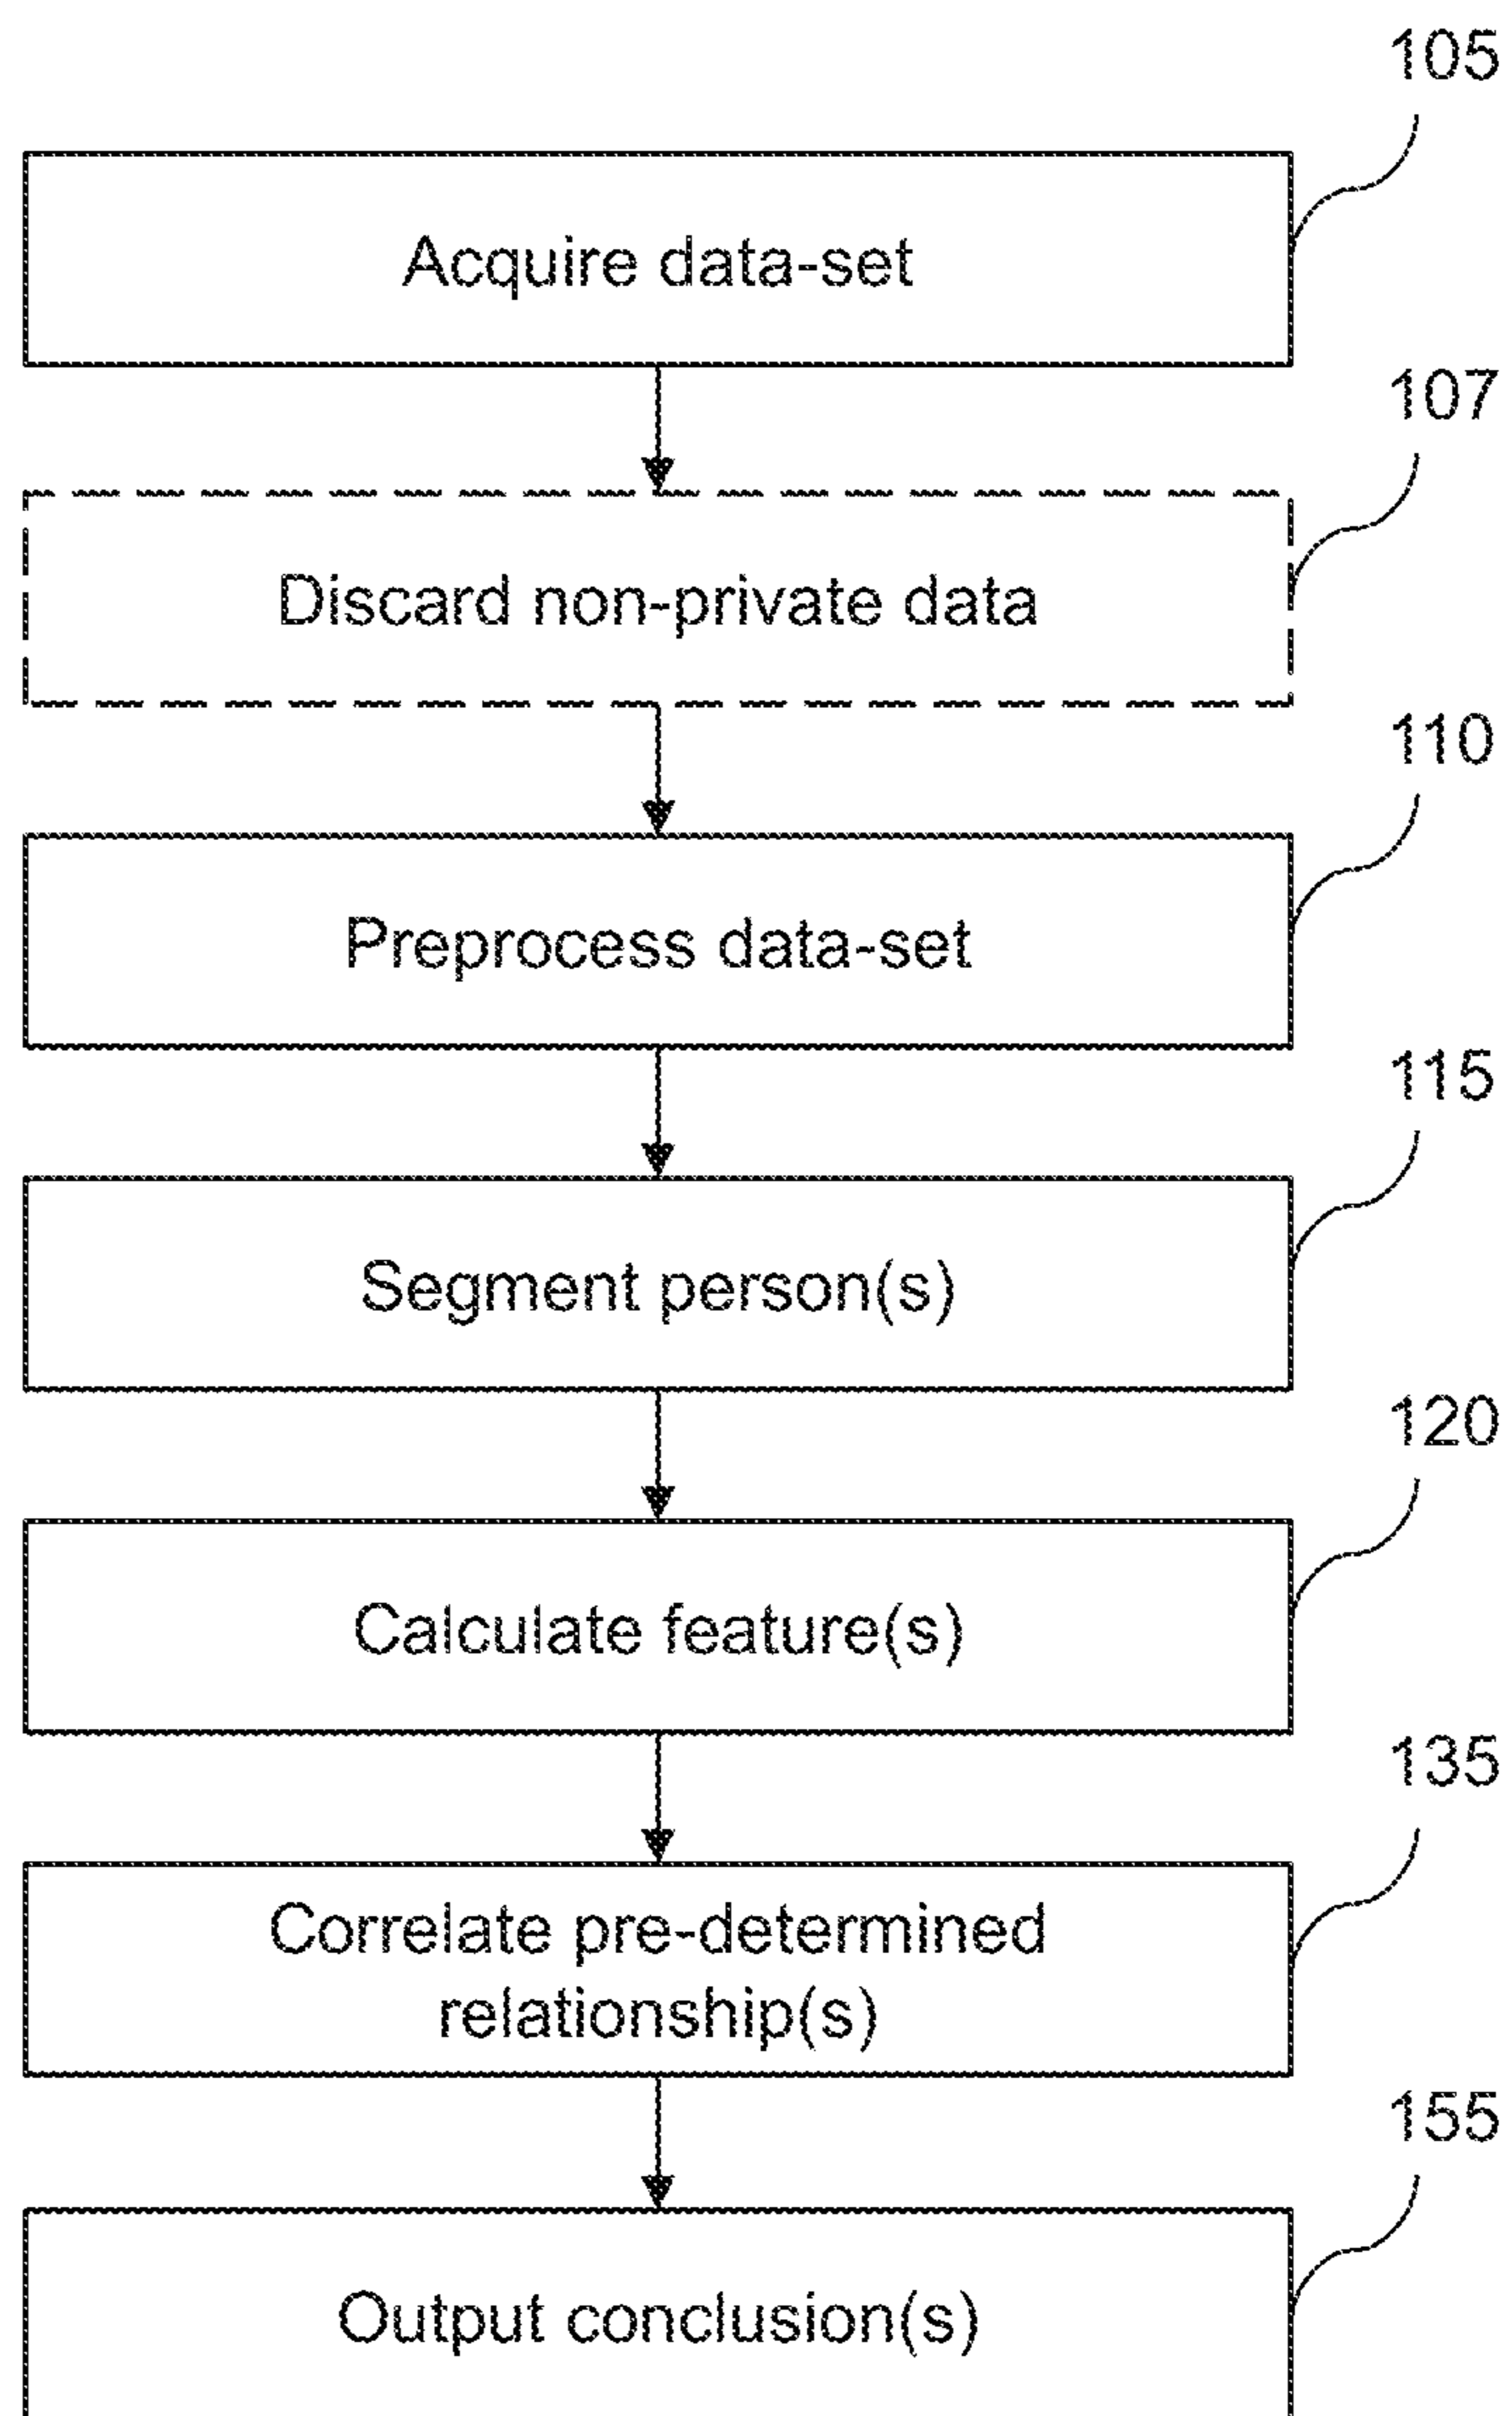 105
Acquire data-set
107
Discard non-private data
110
Preprocess data-set
115
Segment person(s)
120
Calculate feature(s)
135
Correlate pre-determined
relationship(s)
155
Output conclusion(s)